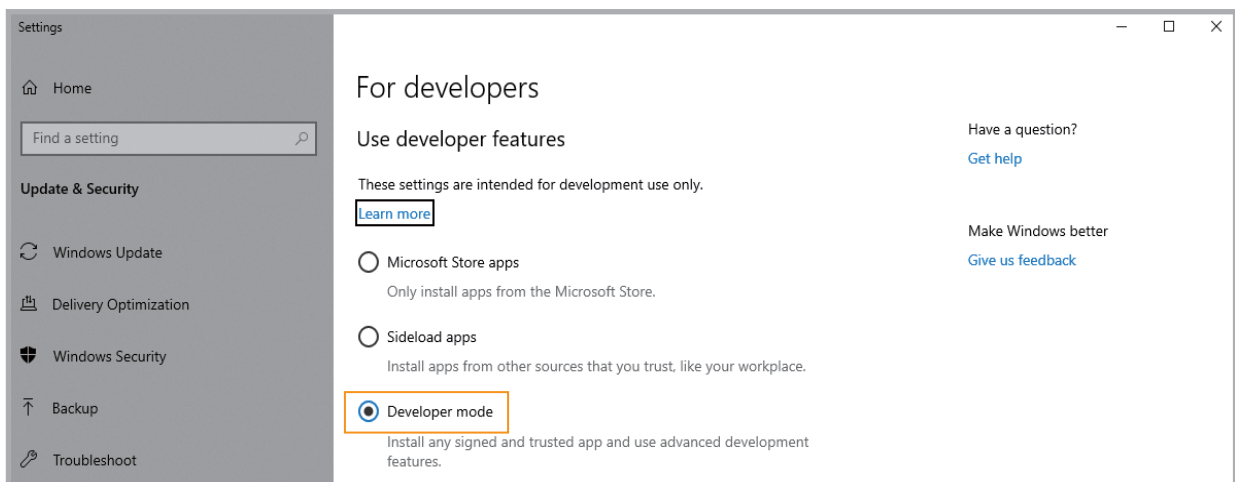 Settings
Home
Find a setting
Update & Security
Windows Update
Delivery Optimization
Windows Security
Backup
Troubleshoot
For developers
Use developer features
These settings are intended for development use only.
Learn more
Microsoft Store apps
Only install apps from the Microsoft Store.
Sideload apps
Install apps from other sources that you trust, like your workplace.
Developer mode
Install any signed and trusted app and use advanced development
features.
Have a question?
Get help
Make Windows better
Give us feedback